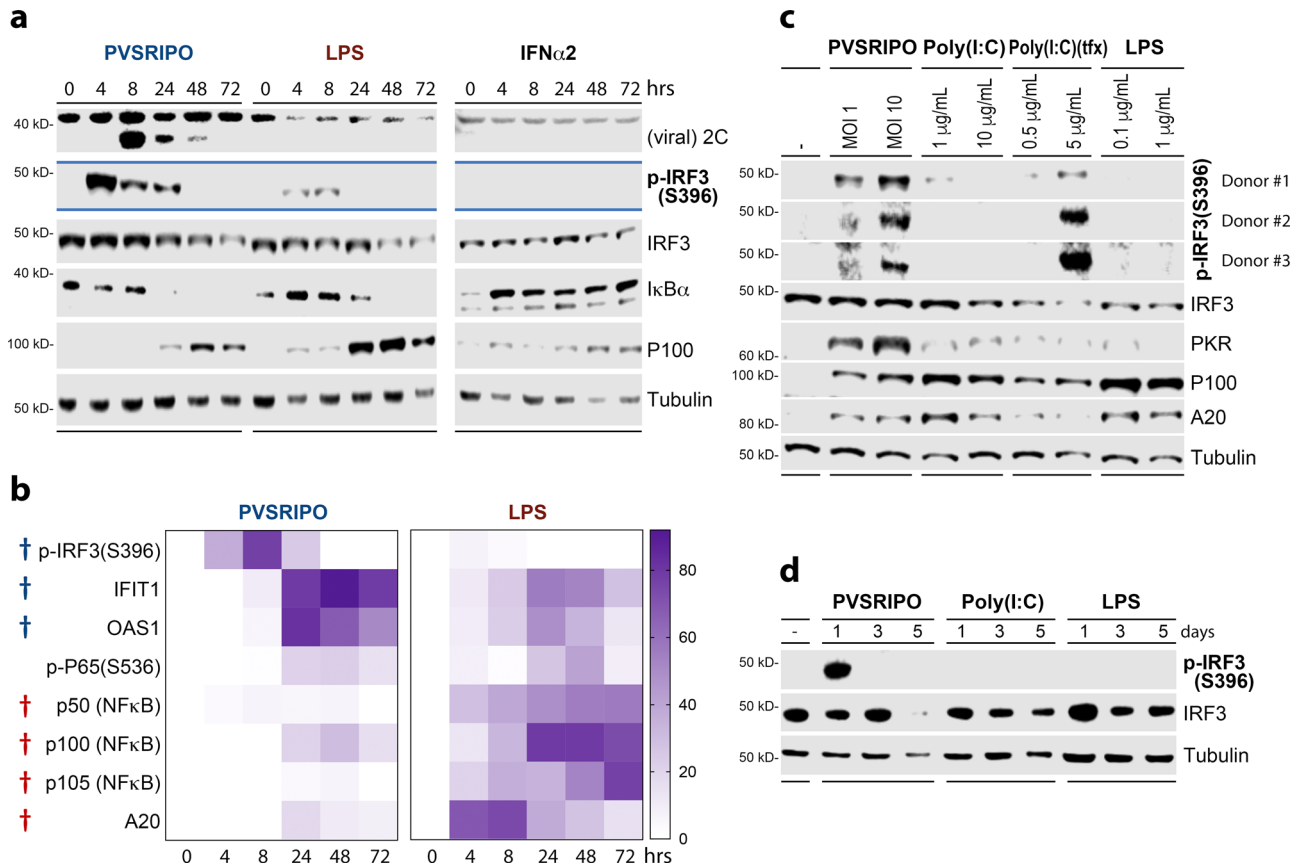 a
PVSRIPO LPS IFNα2
0 4 8 24 48 72 0 4 8 24 48 72 0 4 8 24 48 72 hrs
40 kD- (viral) 2C
50 kD- p-IRF3 (S396)
50 kD- IRF3
40 kD- IκBα
100 kD- P100
50 kD- Tubulin
b
PVSRIPO LPS
† p-IRF3(S396)
† IFIT1
† OAS1
p-P65(S536)
† p50 (NFκB)
† p100 (NFκB)
† p105 (NFκB)
† A20
0 4 8 24 48 72 0 4 8 24 48 72 hrs
80
60
40
20
0
c
PVSRIPO Poly(I:C) Poly(I:C)(tfx) LPS
- MOI 1 MOI 10 1 μg/mL 10 μg/mL 0.5 μg/mL 5 μg/mL 0.1 μg/mL 1 μg/mL
p-IRF3(S396)
50 kD- Donor #1
50 kD- Donor #2
50 kD- Donor #3
50 kD- IRF3
60 kD- PKR
100 kD- P100
80 kD- A20
50 kD- Tubulin
d
PVSRIPO Poly(I:C) LPS
- 1 3 5 1 3 5 1 3 5 days
50 kD- p-IRF3
(S396)
50 kD- IRF3
50 kD- Tubulin